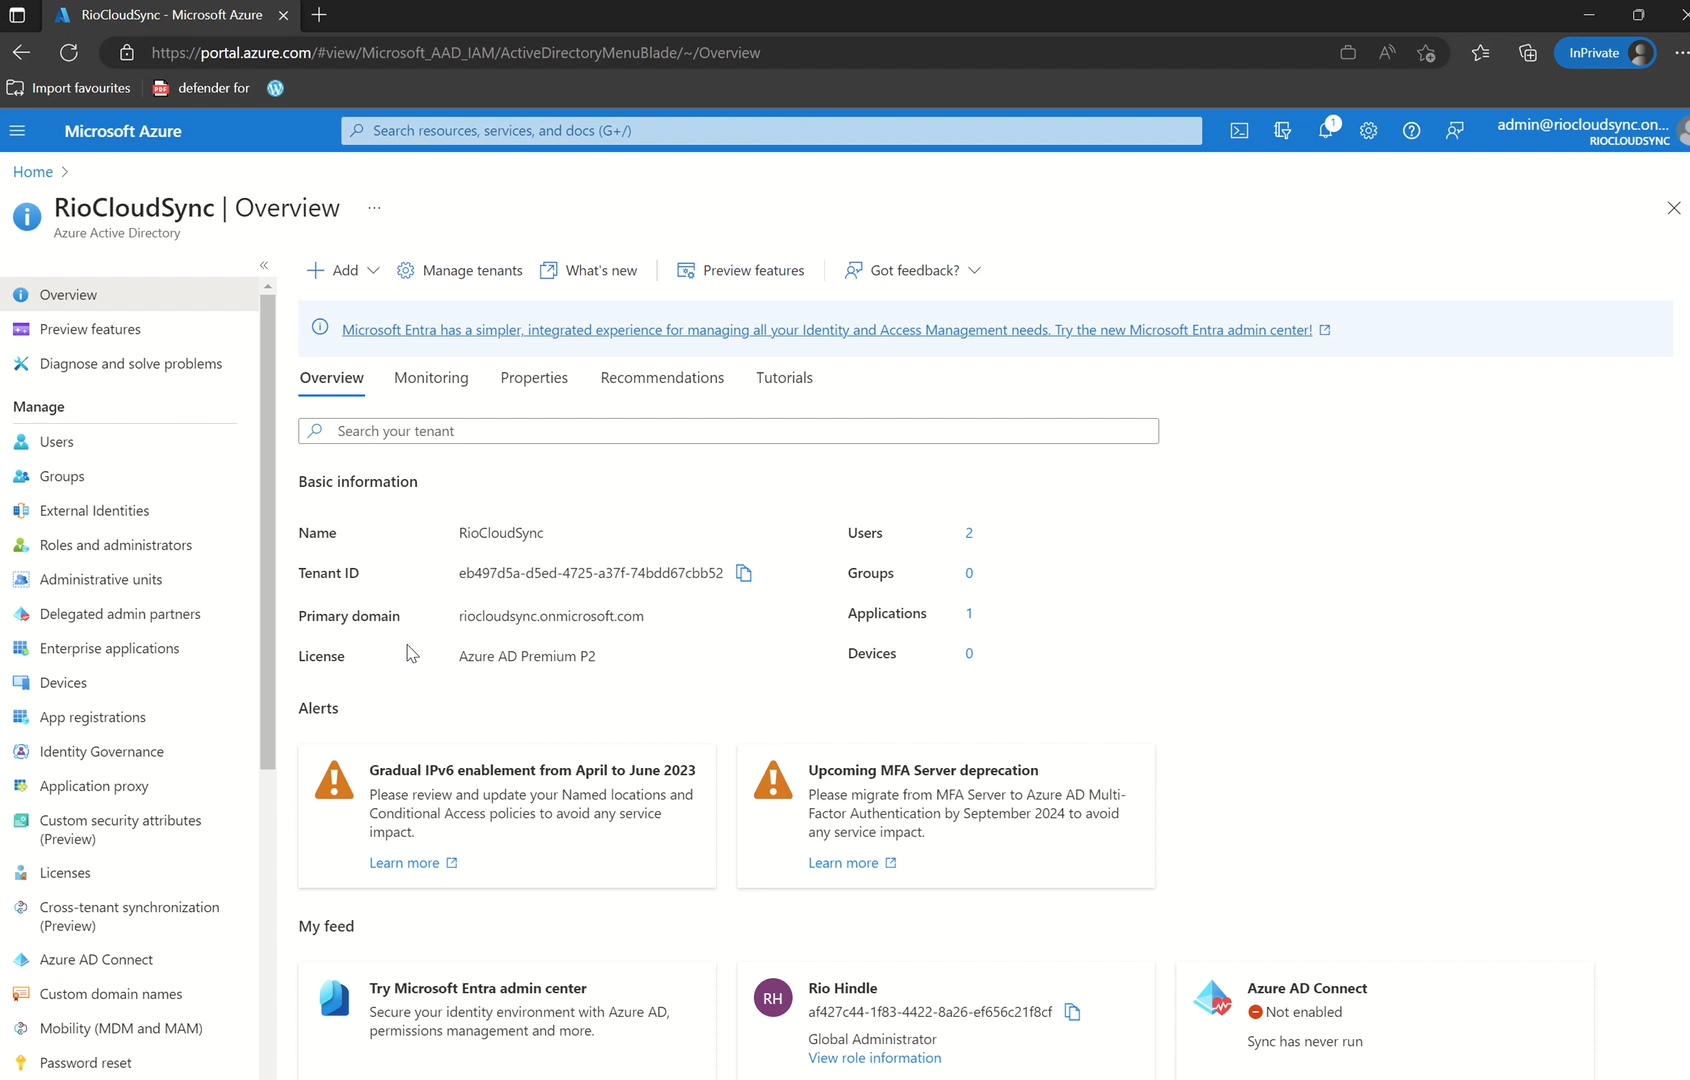 RioCloudSync - Microsoft Azure
https://portal.azure.com/#view/Microsoft_AAD_IAM/ActiveDirectoryMenuBlade/~/Overview
InPrivate
Import favourites
PDF
defender for
Microsoft Azure
Search resources, services, and docs (G+/)
1
admin@riocloudsync.on...
RIOCLOUDSYNC
Home >
RioCloudSync | Overview ...
Azure Active Directory
Add
Manage tenants
What's new
Preview features
Got feedback?
Overview
Preview features
Diagnose and solve problems
Manage
Users
Groups
External Identities
Roles and administrators
Administrative units
Delegated admin partners
Enterprise applications
Devices
App registrations
Identity Governance
Application proxy
Custom security attributes
(Preview)
Licenses
Cross-tenant synchronization
(Preview)
Azure AD Connect
Custom domain names
Mobility (MDM and MAM)
Password reset
Microsoft Entra has a simpler, integrated experience for managing all your Identity and Access Management needs. Try the new Microsoft Entra admin center!
Overview
Monitoring
Properties
Recommendations
Tutorials
Search your tenant
Basic information
Name RioCloudSync
Tenant ID eb497d5a-d5ed-4725-a37f-74bdd67cbb52
Primary domain riocloudsync.onmicrosoft.com
License Azure AD Premium P2
Users 2
Groups 0
Applications 1
Devices 0
Alerts
Gradual IPv6 enablement from April to June 2023
Please review and update your Named locations and
Conditional Access policies to avoid any service
impact.
Learn more
Upcoming MFA Server deprecation
Please migrate from MFA Server to Azure AD Multi-
Factor Authentication by September 2024 to avoid
any service impact.
Learn more
My feed
Try Microsoft Entra admin center
Secure your identity environment with Azure AD,
permissions management and more.
RH
Rio Hindle
af427c44-1f83-4422-8a26-ef656c21f8cf
Global Administrator
View role information
Azure AD Connect
Not enabled
Sync has never run